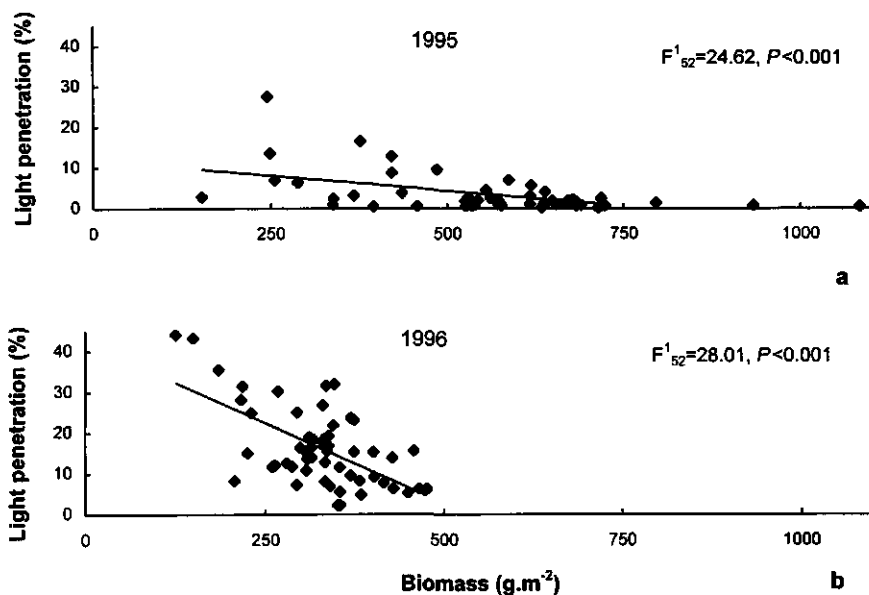 1995
F¹₅₂=24.62, P<0.001
Light penetration (%)
40
30
20
10
0
0 250 500 750 1000
a
1996
F¹₅₂=28.01, P<0.001
Light penetration (%)
40
30
20
10
0
0 250 500 750 1000
Biomass (g.m⁻²)
b